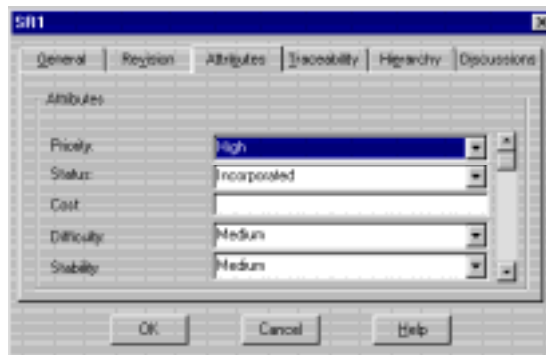 SR1
General Revision Attributes Traceability Hierarchy Discussions
Attributes
Priority: High
Status: Incorporated
Cost
Difficulty: Medium
Stability Medium
OK Cancel Help